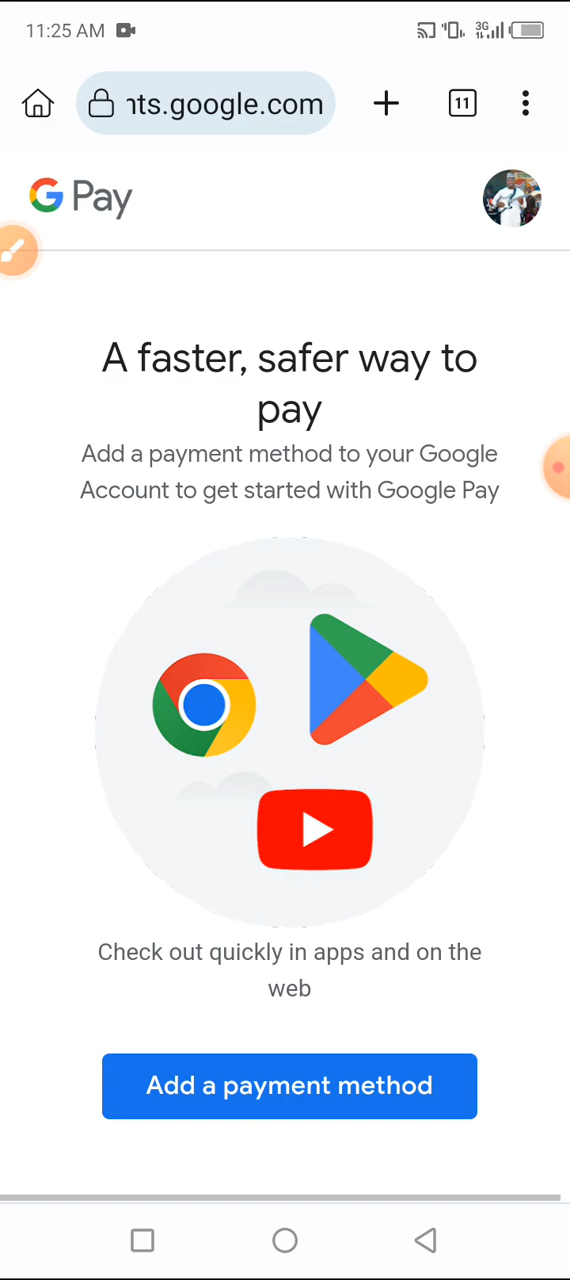 11:25 AM
3G
nts.google.com
11
G Pay
A faster, safer way to
pay
Add a payment method to your Google
Account to get started with Google Pay
Check out quickly in apps and on the
web
Add a payment method